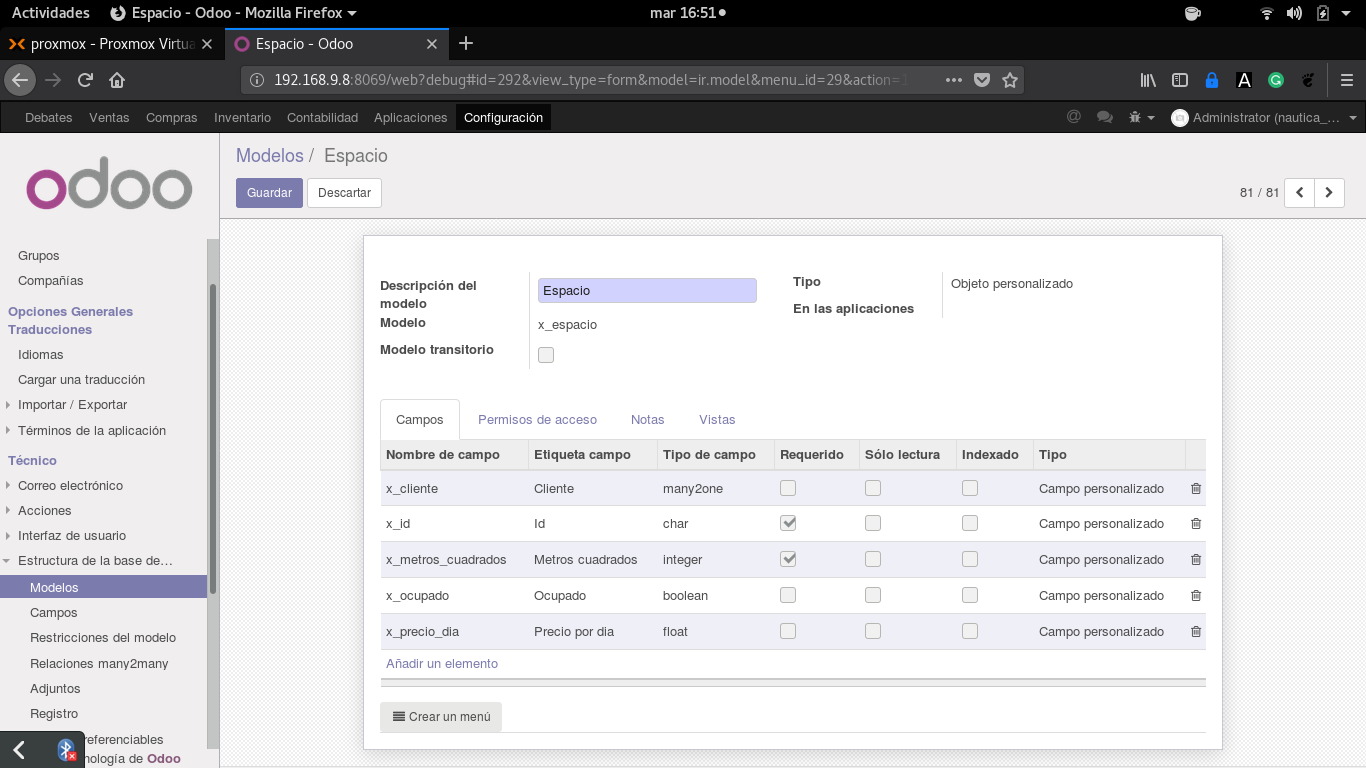 Actividades Espacio - Odoo - Mozilla Firefox mar 16:51
proxmox - Proxmox Virtua Espacio - Odoo
192.168.9.8:8069/web?debug#id=292&view_type=form&model=ir.model&menu_id=29&action=
Debates Ventas Compras Inventario Contabilidad Aplicaciones Configuración @ Administrator (nautica_...
odoo
Grupos
Compañías
Opciones Generales
Traducciones
Idiomas
Cargar una traducción
Importar / Exportar
Términos de la aplicación
Técnico
Correo electrónico
Acciones
Interfaz de usuario
Estructura de la base de...
Modelos
Campos
Restricciones del modelo
Relaciones many2many
Adjuntos
Registro
referenciables
nología de Odoo
Modelos / Espacio
Guardar Descartar 81 / 81
Descripción del
modelo
Espacio
Modelo x_espacio
Modelo transitorio
Tipo Objeto personalizado
En las aplicaciones
Campos Permisos de acceso Notas Vistas
Nombre de campo Etiqueta campo Tipo de campo Requerido Sólo lectura Indexado Tipo
x_cliente Cliente many2one Campo personalizado
x_id Id char Campo personalizado
x_metros_cuadrados Metros cuadrados integer Campo personalizado
x_ocupado Ocupado boolean Campo personalizado
x_precio_dia Precio por dia float Campo personalizado
Añadir un elemento
Crear un menú